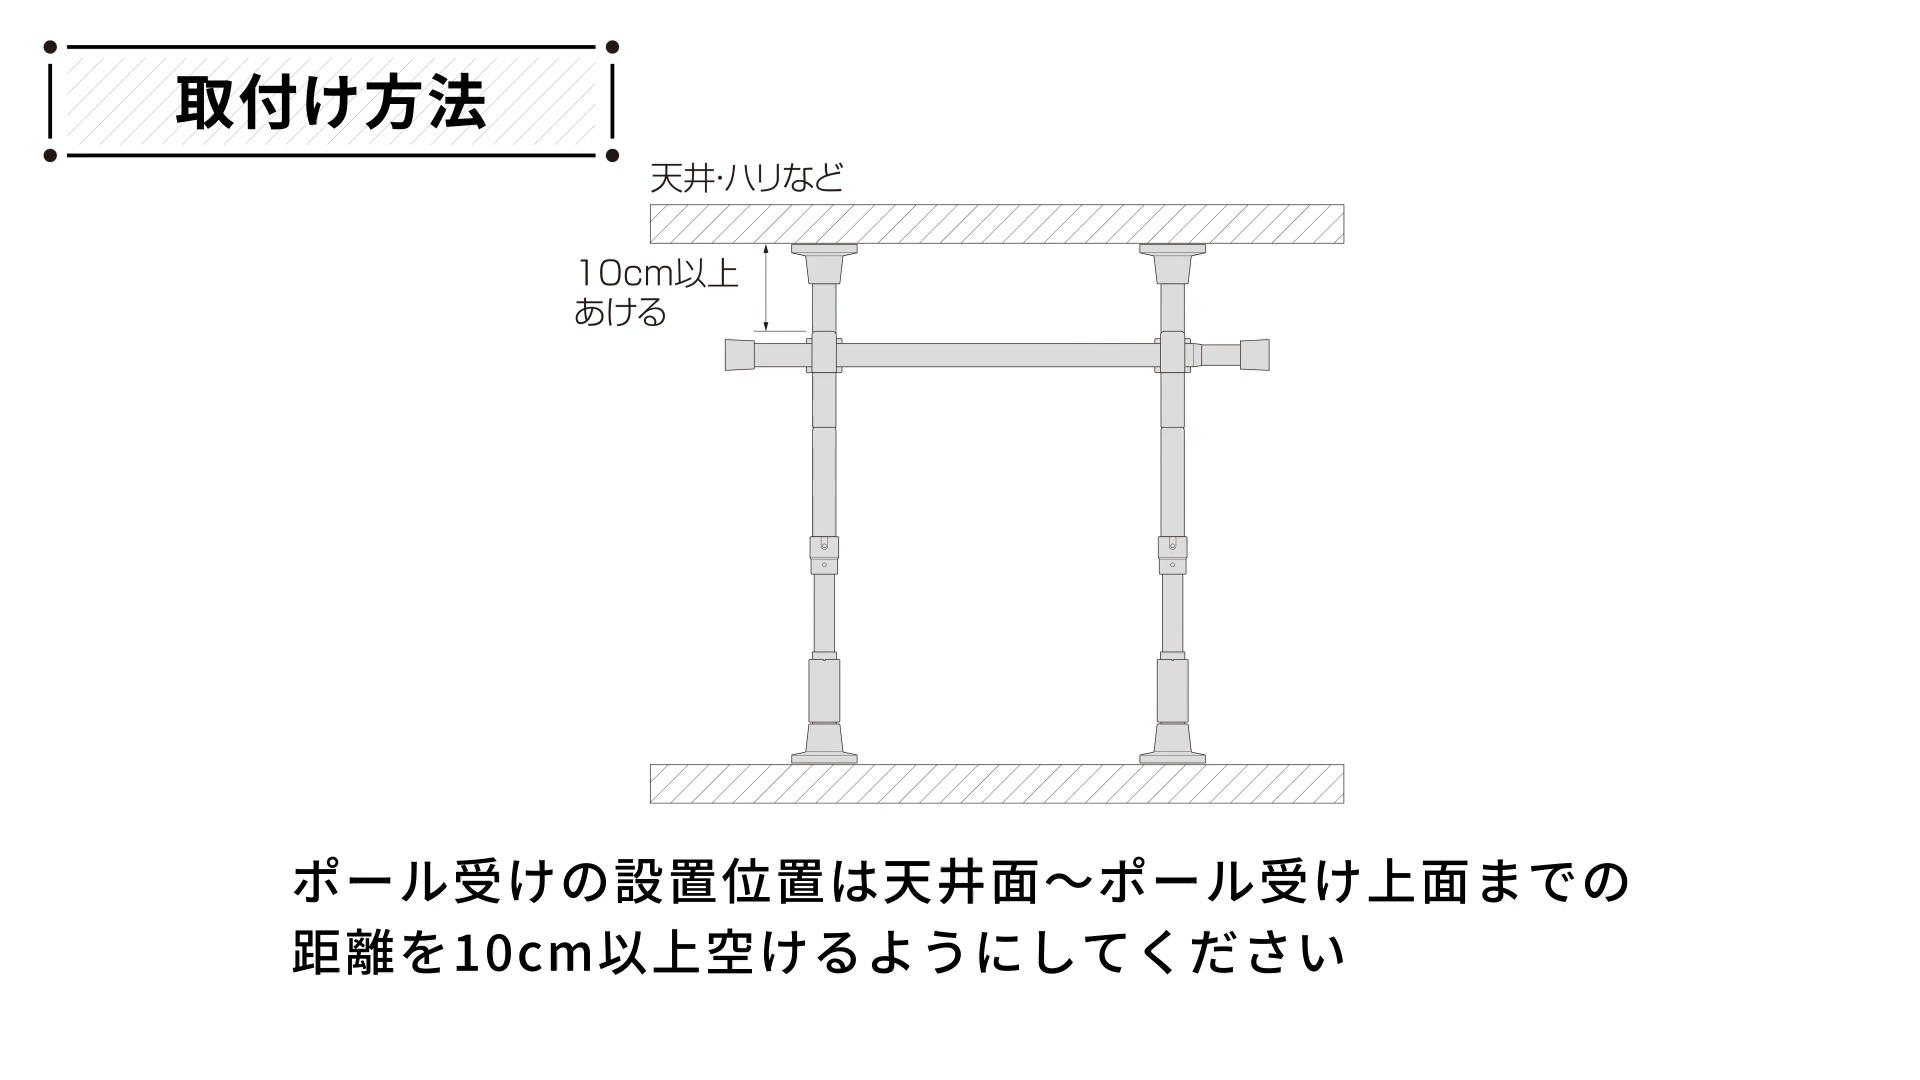 取付け方法
天井･ハリなど
10cm以上
あける
ポール受けの設置位置は天井面〜ポール受け上面までの
距離を10cm以上空けるようにしてください